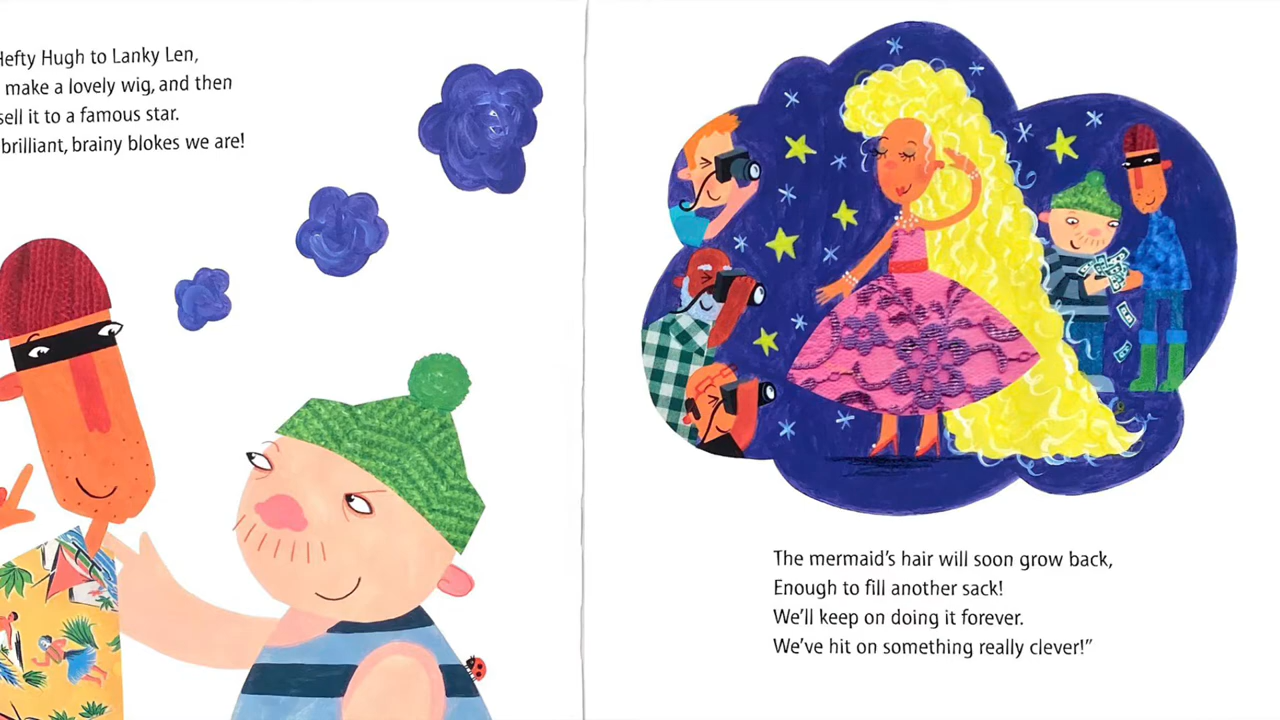 Hefty Hugh to Lanky Len,
make a lovely wig, and then
sell it to a famous star.
brilliant, brainy blokes we are!
The mermaid's hair will soon grow back,
Enough to fill another sack!
We'll keep on doing it forever.
We've hit on something really clever!”